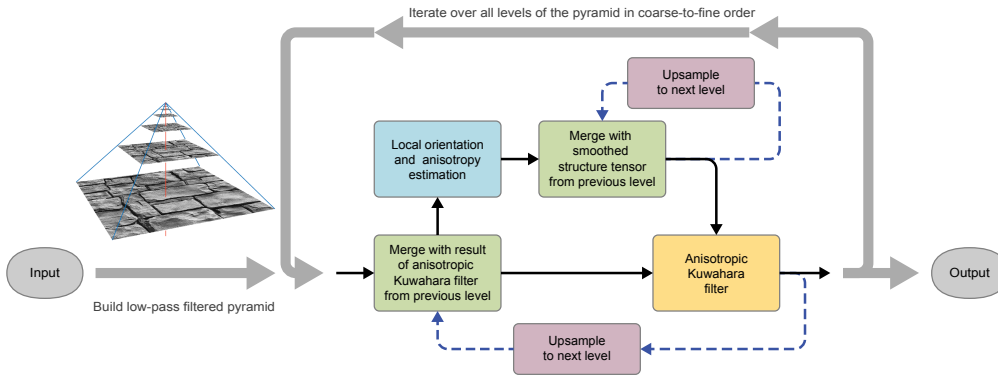 Iterate over all levels of the pyramid in coarse-to-fine order
Upsample
to next level
Local orientation
and anisotropy
estimation
Merge with
smoothed
structure tensor
from previous level
Input
Build low-pass filtered pyramid
Merge with result
of anisotropic
Kuwahara filter
from previous level
Anisotropic
Kuwahara
filter
Output
Upsample
to next level